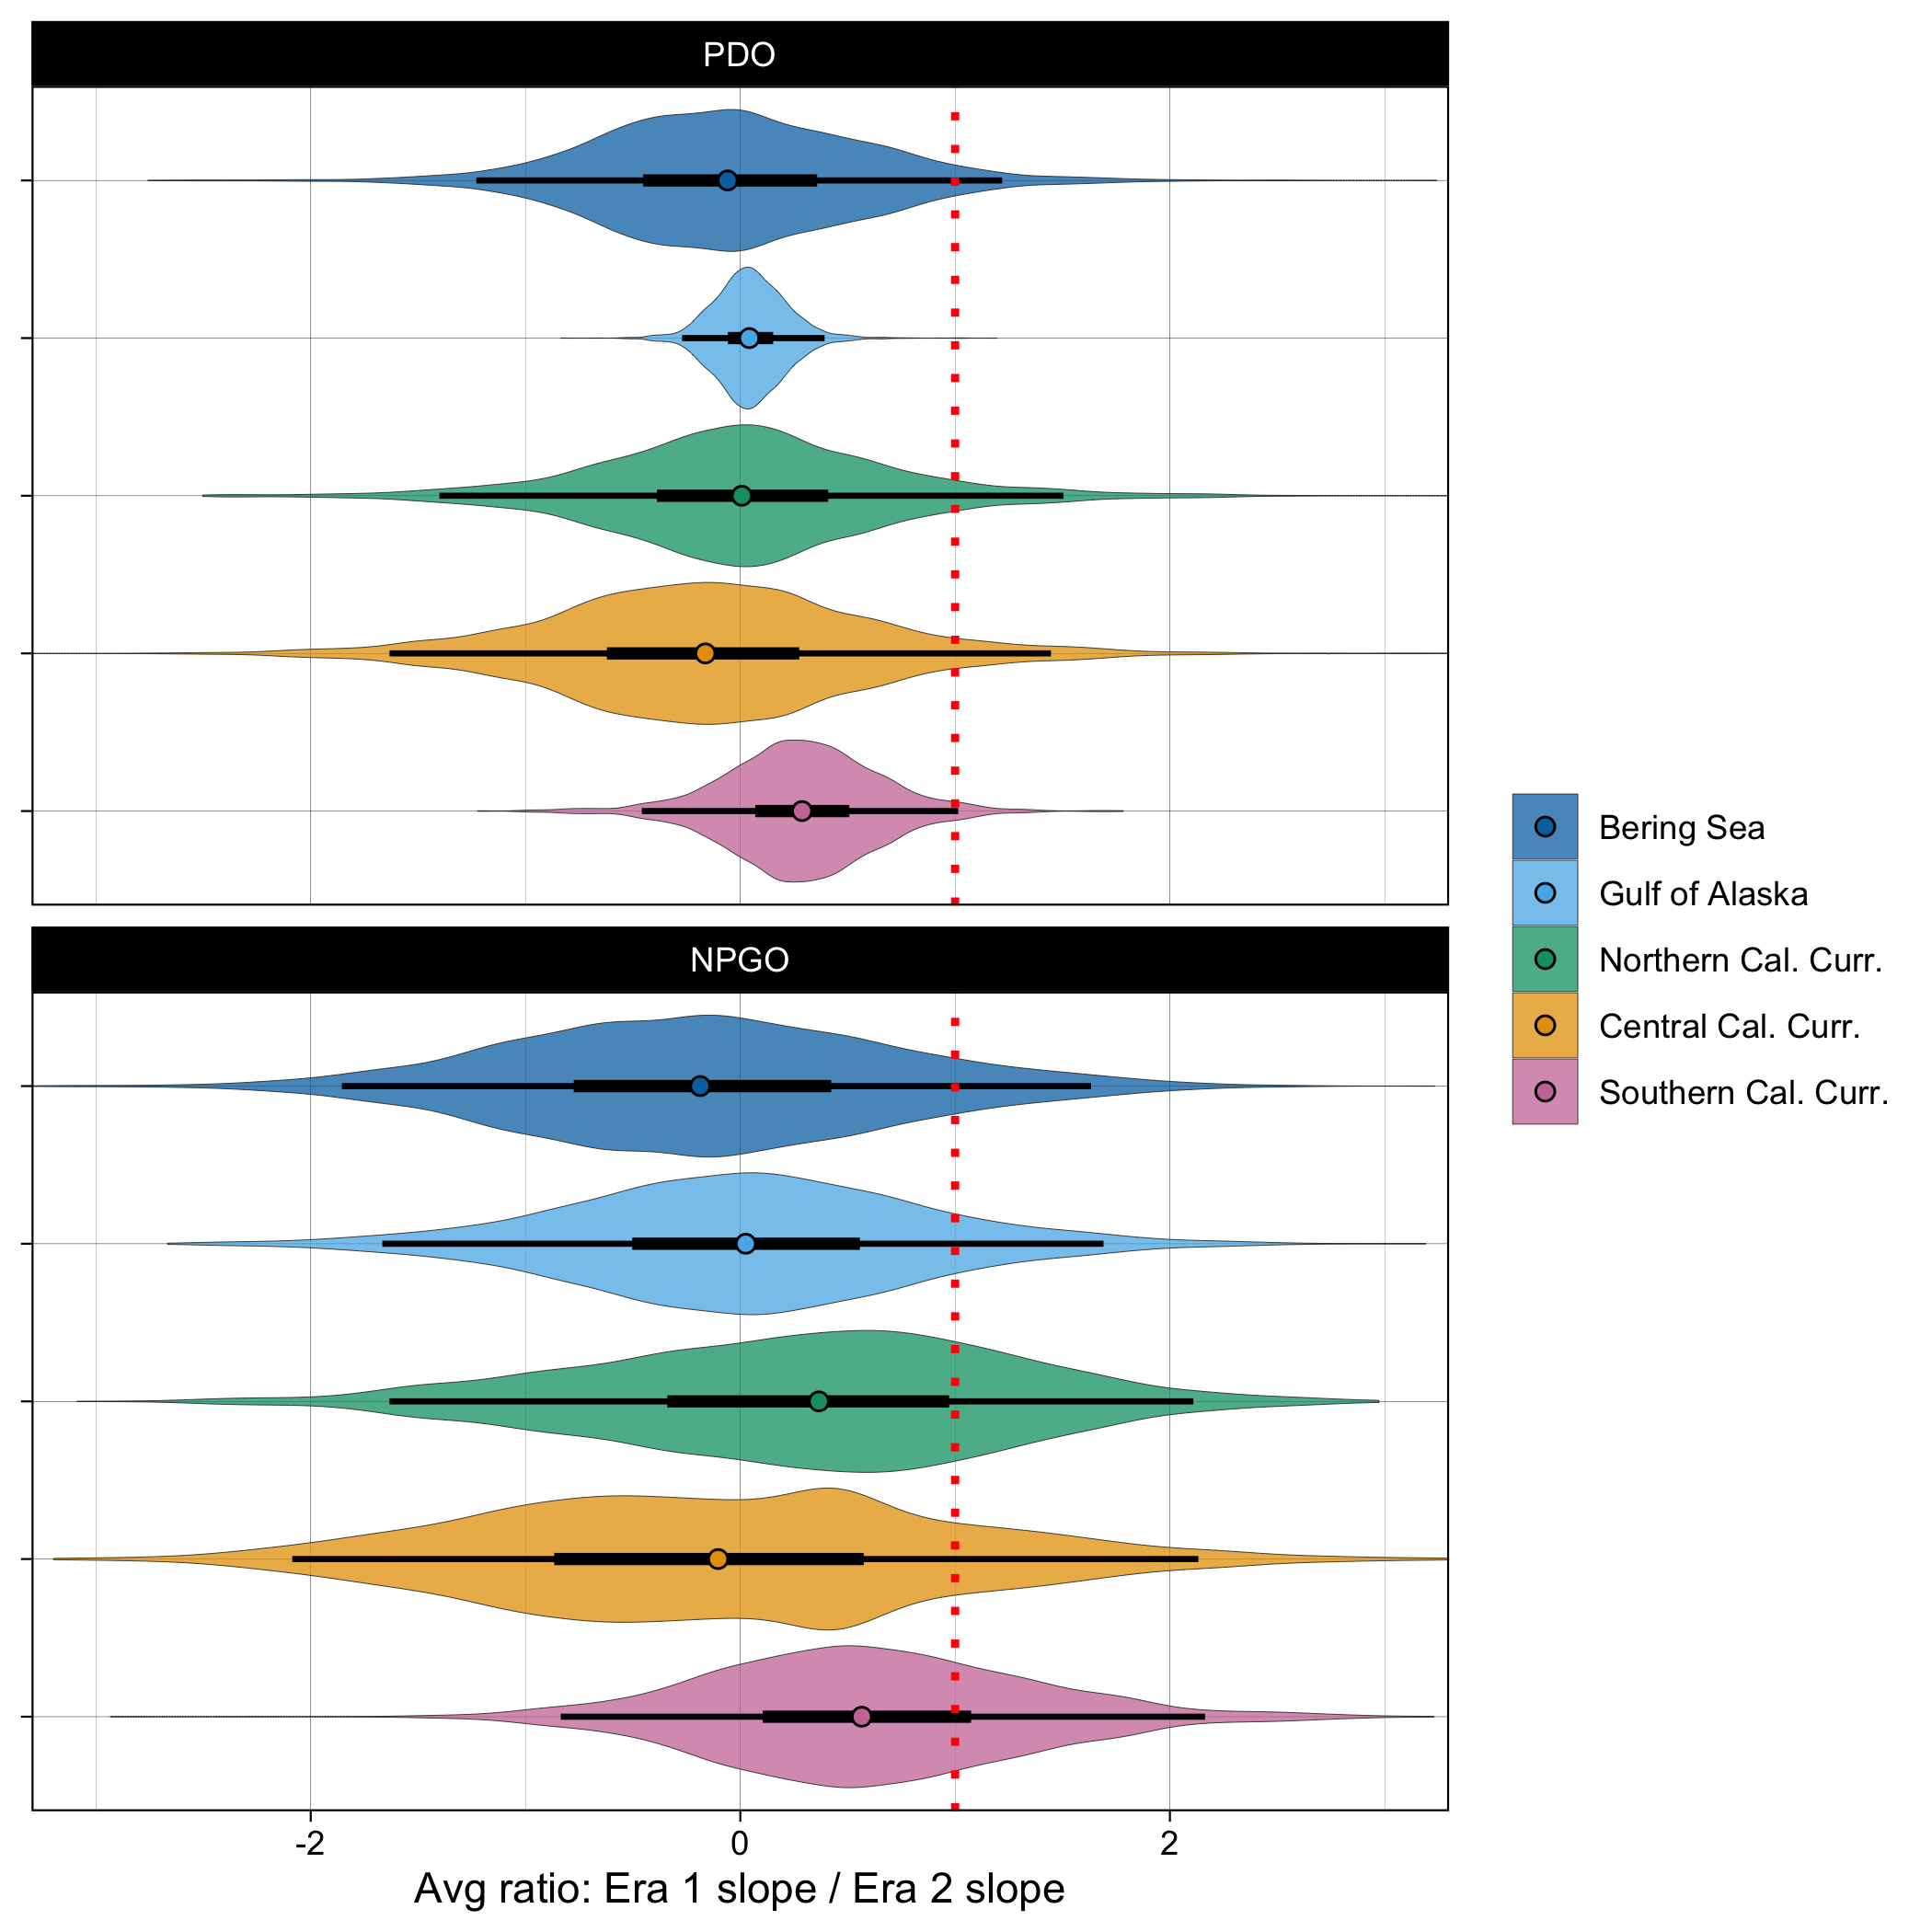 PDO
Bering Sea
Gulf of Alaska
Northern Cal. Curr.
Central Cal. Curr.
Southern Cal. Curr.
NPGO
-2 0 2
Avg ratio: Era 1 slope / Era 2 slope